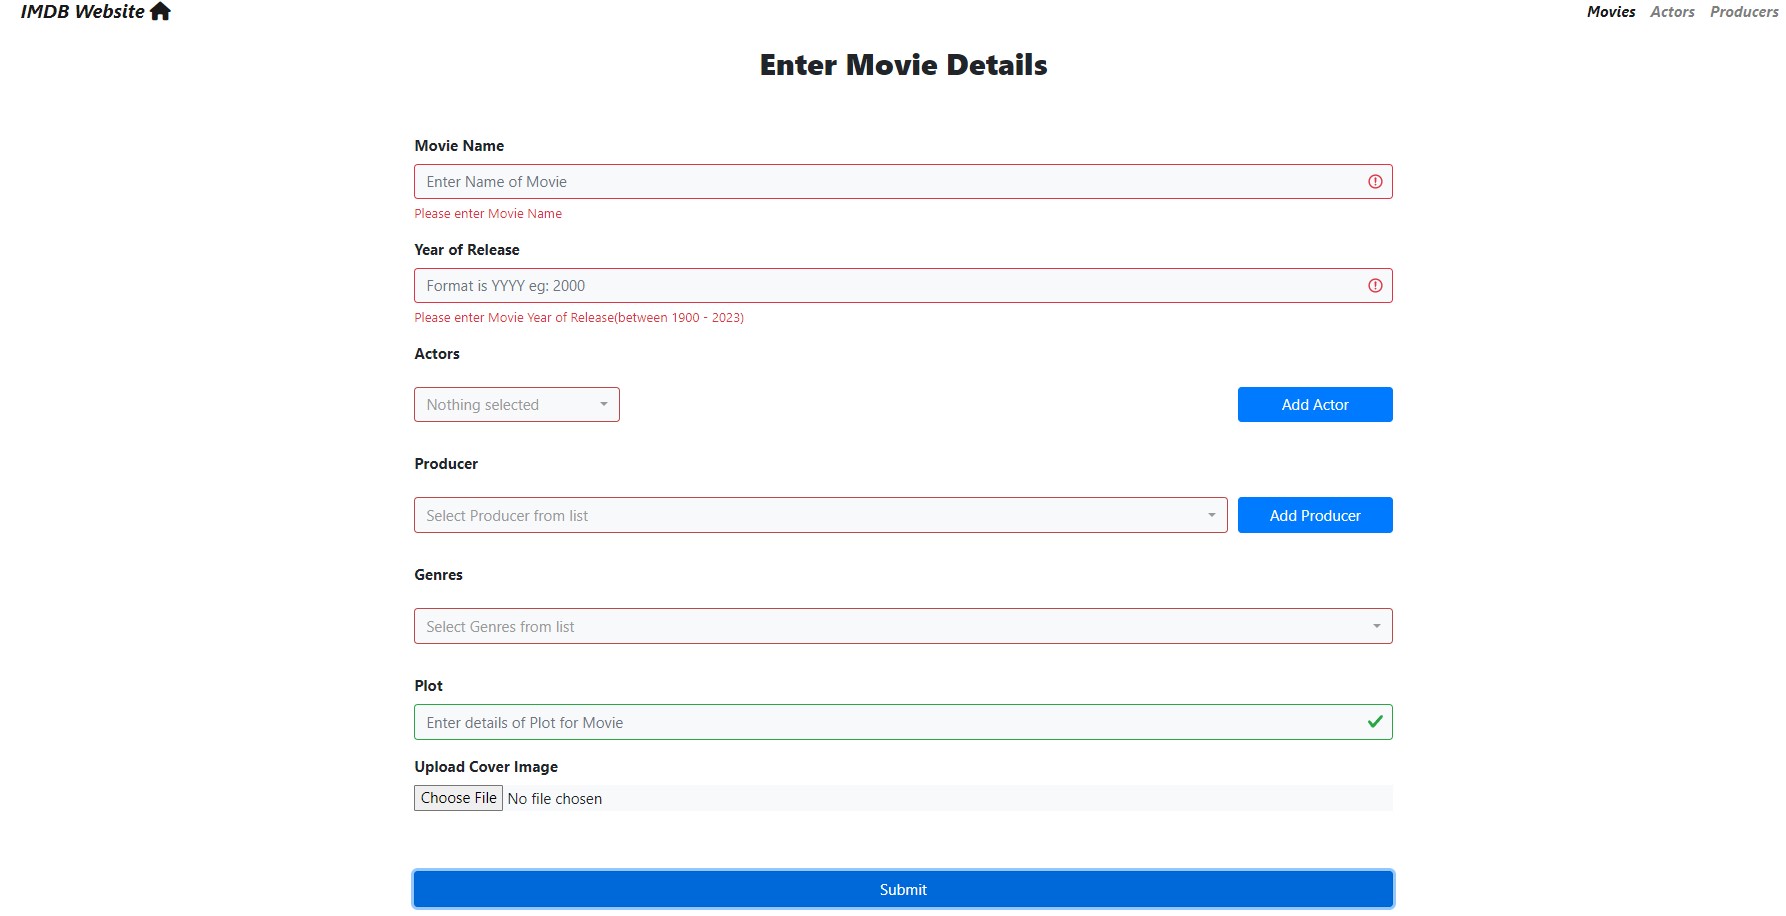 IMDB Website
Movies Actors Producers
Enter Movie Details
Movie Name
Enter Name of Movie
Please enter Movie Name
Year of Release
Format is YYYY eg: 2000
Please enter Movie Year of Release(between 1900 - 2023)
Actors
Nothing selected
Add Actor
Producer
Select Producer from list
Add Producer
Genres
Select Genres from list
Plot
Enter details of Plot for Movie
Upload Cover Image
Choose File No file chosen
Submit